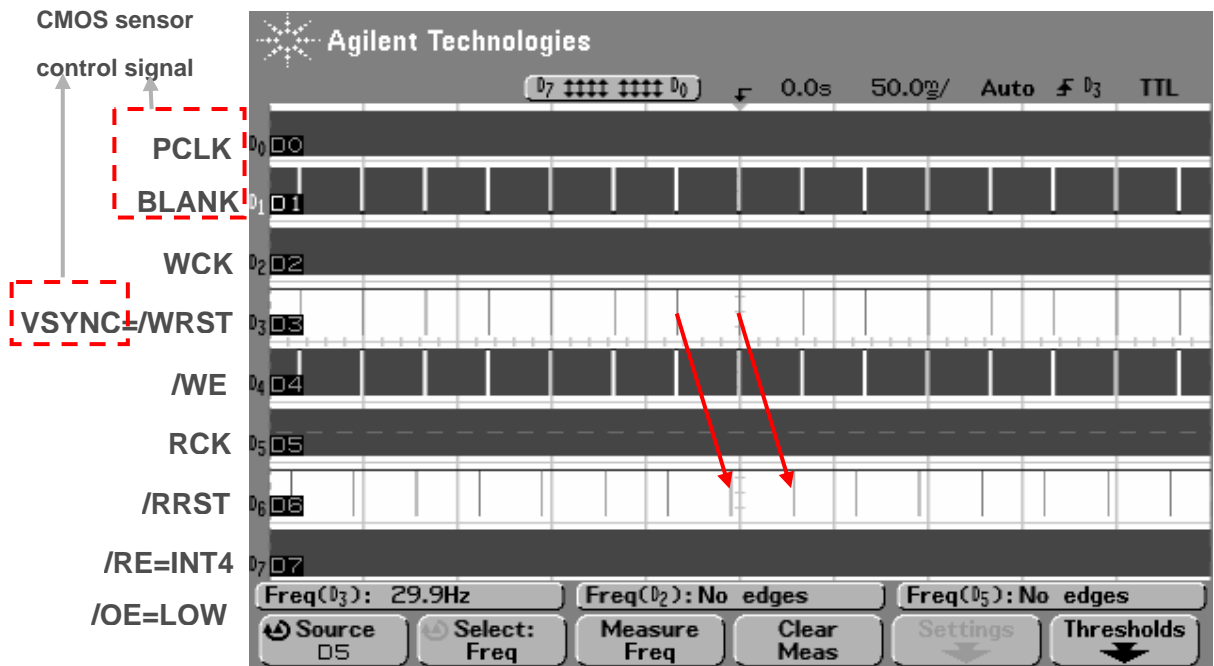 CMOS sensor
control signal
PCLK
BLANK
WCK
VSYNC=/WRST
/WE
RCK
/RRST
/RE=INT4
/OE=LOW
Agilent Technologies
D7 ↕↕↕↕ ↕↕↕↕ D0 0.0s 50.0ms/ Auto D3 TTL
D0 D0
D1 D1
D2 D2
D3 D3
D4 D4
D5 D5
D6 D6
D7 D7
Freq(D3): 29.9Hz Freq(D2): No edges Freq(D5): No edges
Source Select: Measure Clear Settings Thresholds
D5 Freq Freq Meas